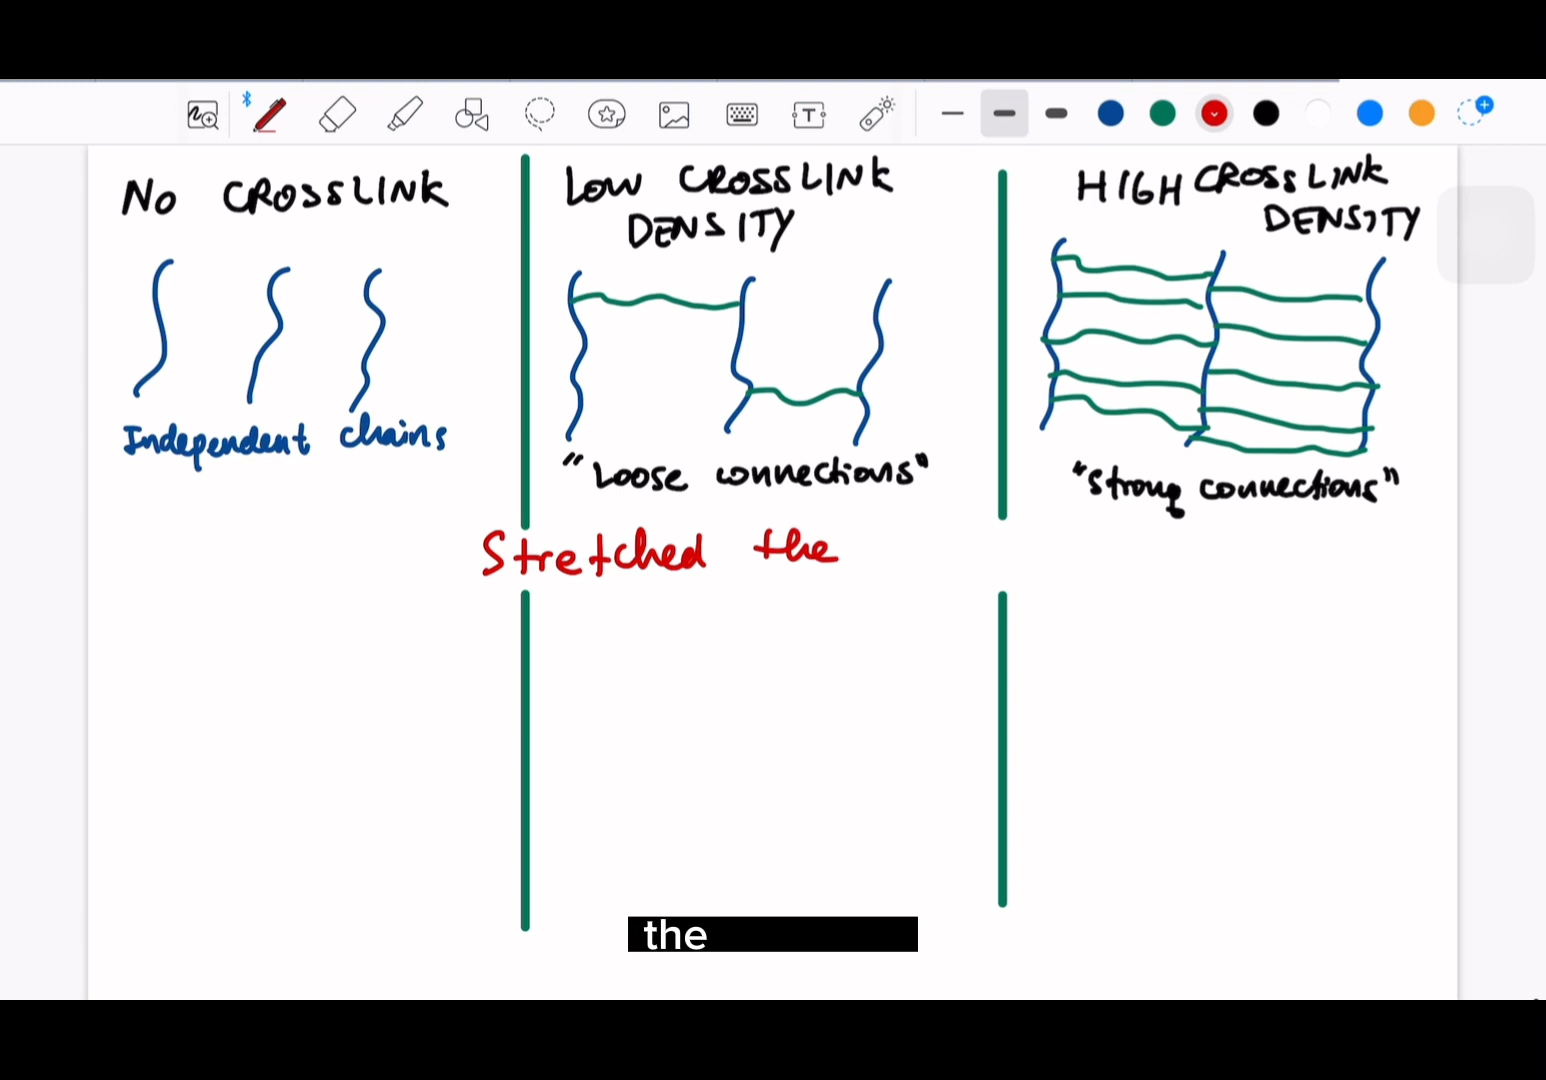 NO CROSSLINK
Independent chains
LOW CROSSLINK
DENSITY
"Loose connections"
HIGH CROSSLINK
DENSITY
"Strong connections"
Stretched the
the